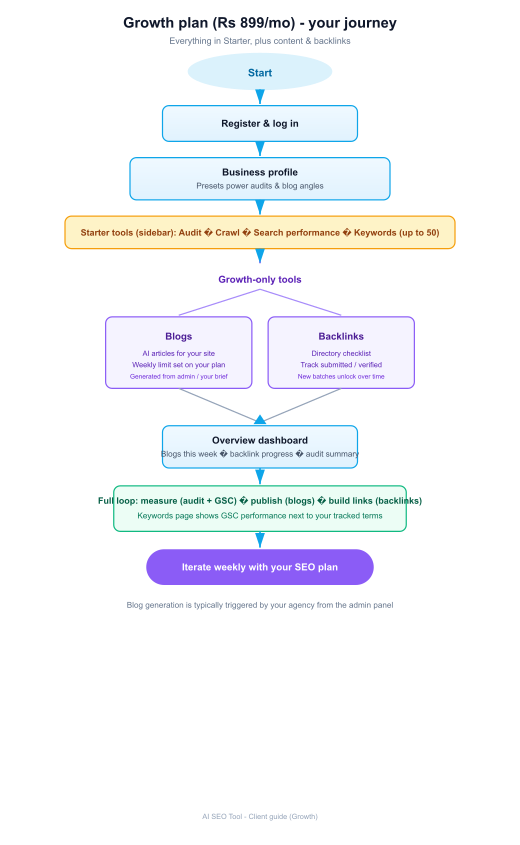 Growth plan (Rs 899/mo) - your journey
Everything in Starter, plus content & backlinks
Start
Register & log in
Business profile
Presets power audits & blog angles
Starter tools (sidebar): Audit � Crawl � Search performance � Keywords (up to 50)
Growth-only tools
Blogs
AI articles for your site
Weekly limit set on your plan
Generated from admin / your brief
Backlinks
Directory checklist
Track submitted / verified
New batches unlock over time
Overview dashboard
Blogs this week � backlink progress � audit summary
Full loop: measure (audit + GSC) � publish (blogs) � build links (backlinks)
Keywords page shows GSC performance next to your tracked terms
Iterate weekly with your SEO plan
Blog generation is typically triggered by your agency from the admin panel
AI SEO Tool - Client guide (Growth)